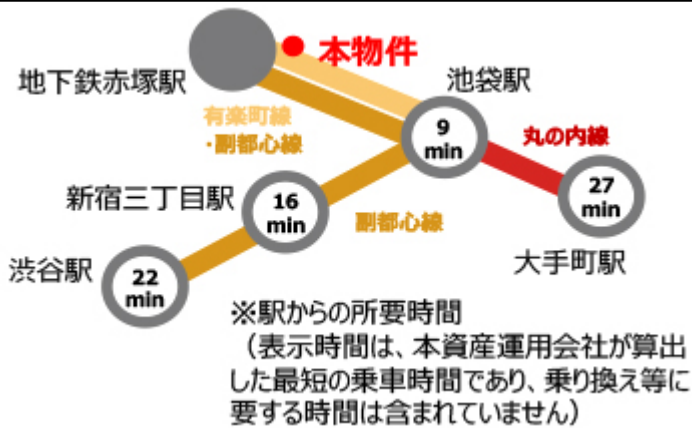 本物件
地下鉄赤塚駅
池袋駅
有楽町線
・副都心線
9
min
丸の内線
新宿三丁目駅
16
min
副都心線
27
min
大手町駅
渋谷駅
22
min
※駅からの所要時間
（表示時間は、本資産運用会社が算出
した最短の乗車時間であり、乗り換え等に
要する時間は含まれていません）